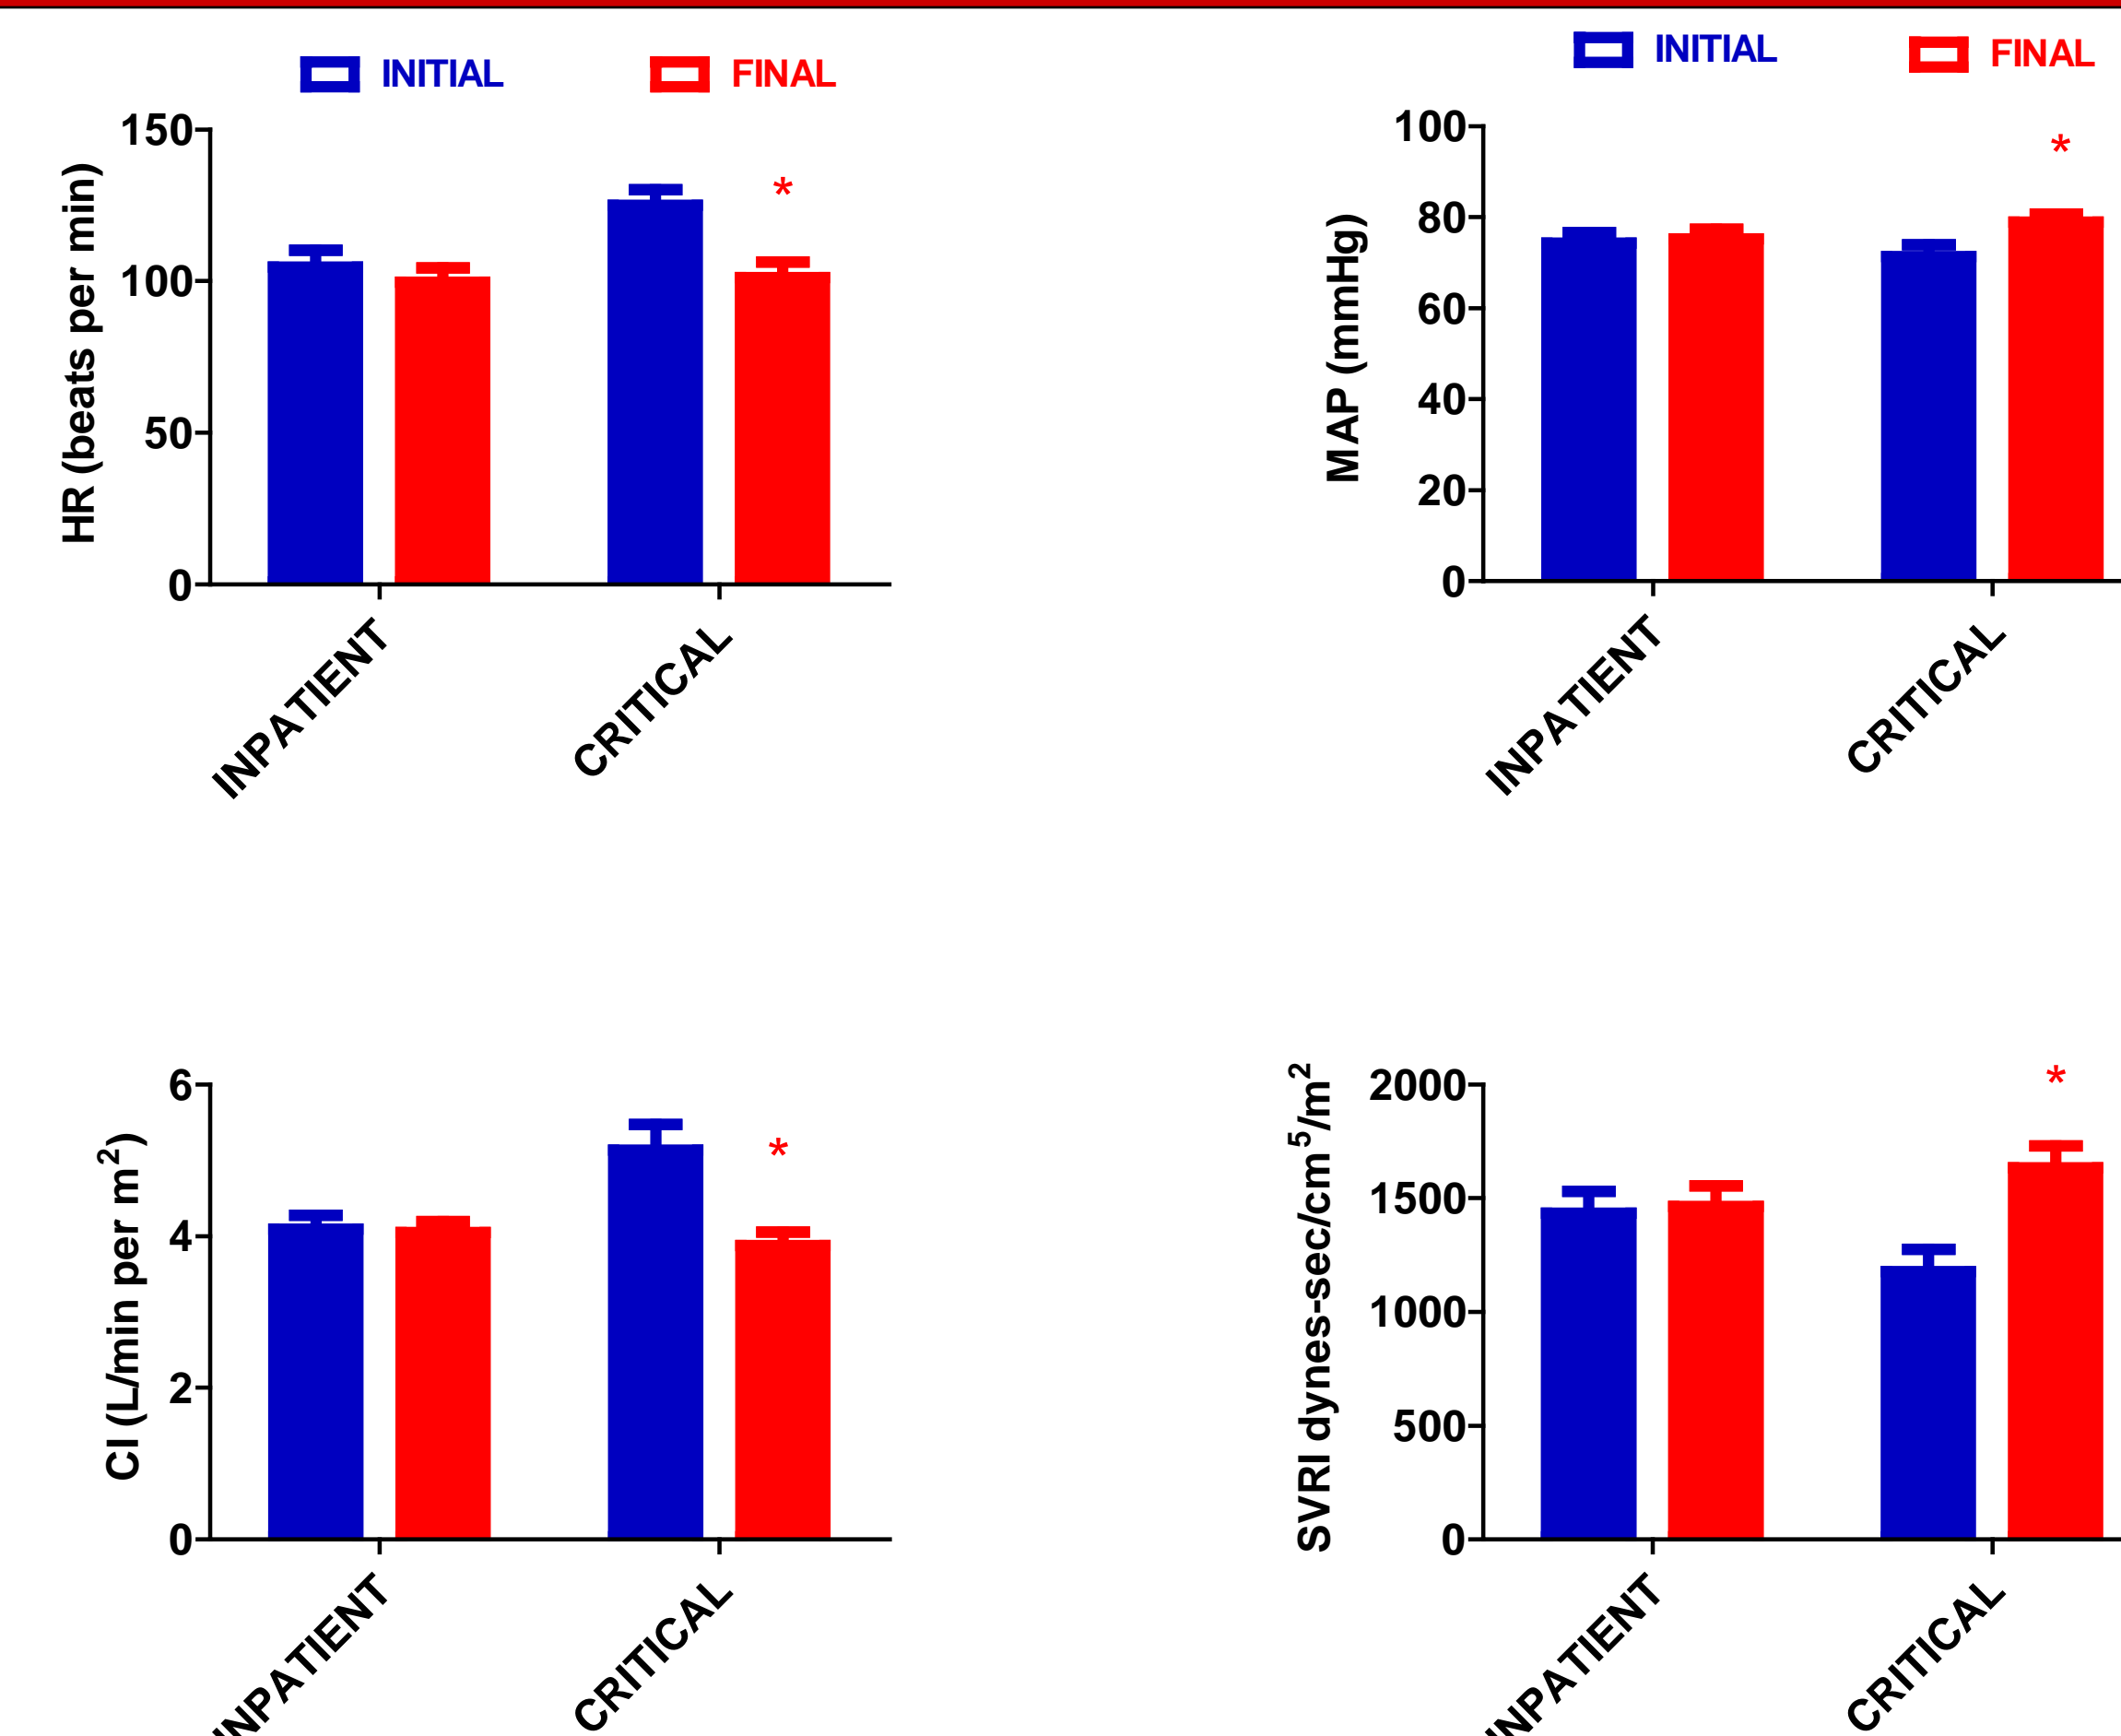 INITIAL FINAL
HR (beats per min)
150
100
50
0
*
INPATIENT CRITICAL
INITIAL FINAL
MAP (mmHg)
100
80
60
40
20
0
*
INPATIENT CRITICAL
CI (L/min per m²)
6
4
2
0
*
INPATIENT CRITICAL
SVRI dynes-sec/cm⁵/m²
2000
1500
1000
500
0
*
INPATIENT CRITICAL